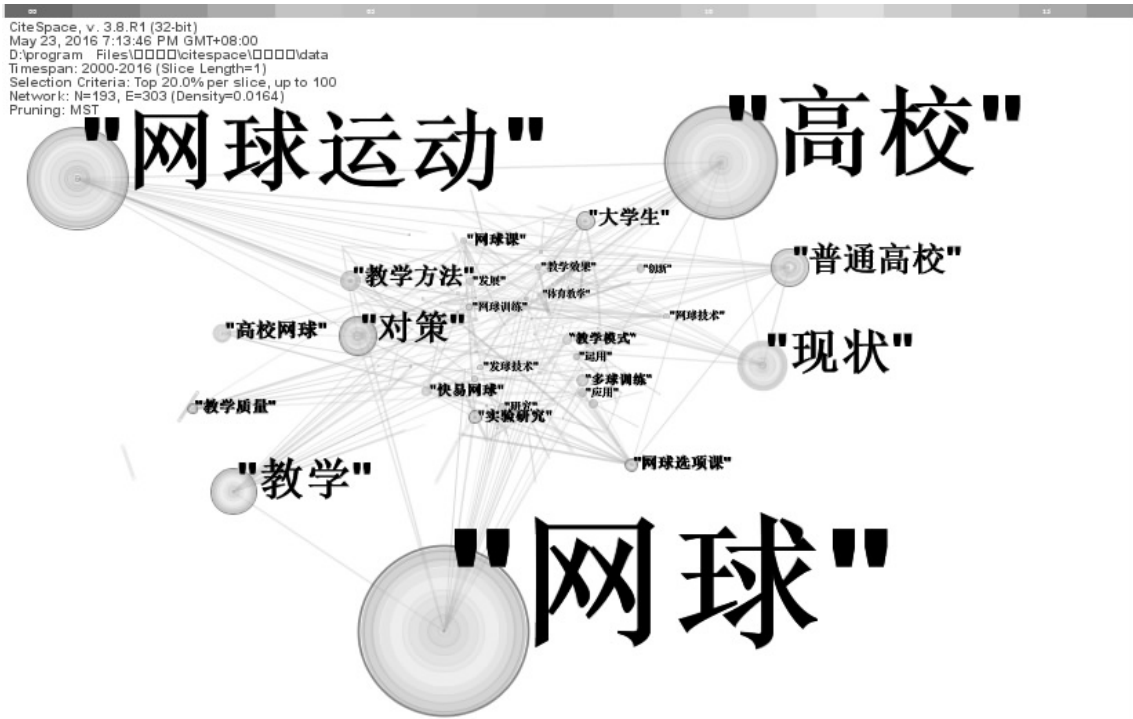 CiteSpace, v. 3.8.R1 (32-bit)
May 23, 2016 7:13:46 PM GMT+08:00
D:\program Files\□□□□\citespace\□□□□\data
Timespan: 2000-2016 (Slice Length=1)
Selection Criteria: Top 20.0% per slice, up to 100
Network: N=193, E=303 (Density=0.0164)
Pruning: MST
"网球运动"
"高校"
"大学生"
"网球课"
"普通高校"
"教学方法"
"发展"
"教学效果"
"创新"
"体育教学"
"网球训练"
"网球技术"
"高校网球"
"对策"
"教学模式"
"现状"
"运用"
"发球技术"
"多球训练"
"快易网球"
"应用"
"教学质量"
"研究"
"实验研究"
"网球选项课"
"教学"
"网球"